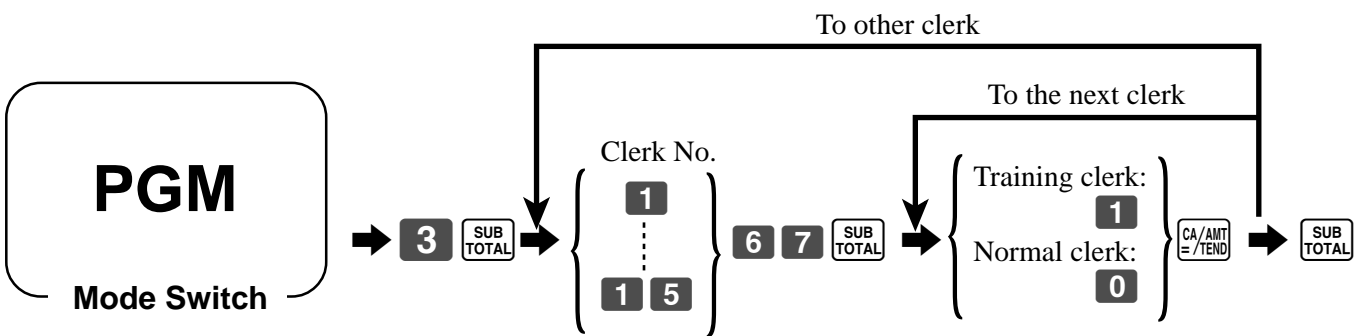 To other clerk
To the next clerk
Clerk No.
PGM
Mode Switch
3 SUB TOTAL
1
1 5
6 7 SUB TOTAL
Training clerk:
1
Normal clerk:
0
CA/AMT =/TEND
SUB TOTAL